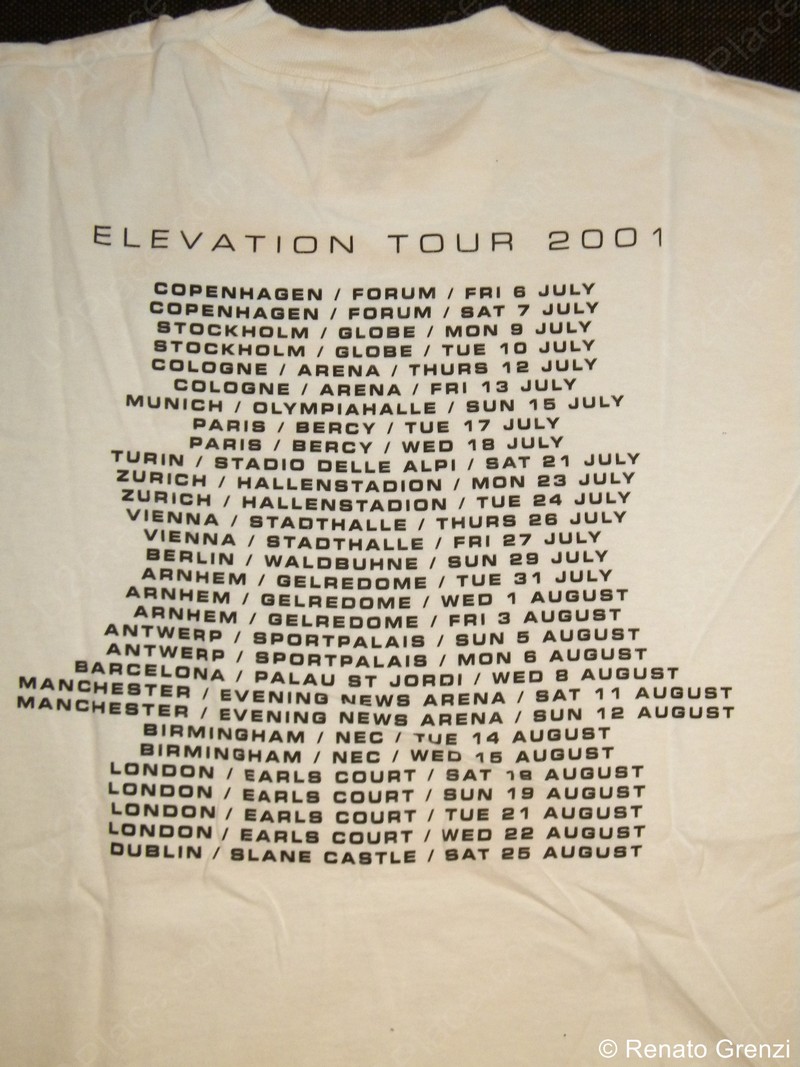 ELEVATION TOUR 2001
COPENHAGEN / FORUM / FRI 6 JULY
COPENHAGEN / FORUM / SAT 7 JULY
STOCKHOLM / GLOBE / MON 9 JULY
STOCKHOLM / GLOBE / TUE 10 JULY
COLOGNE / ARENA / THURS 12 JULY
COLOGNE / ARENA / FRI 13 JULY
MUNICH / OLYMPIAHALLE / SUN 15 JULY
PARIS / BERCY / TUE 17 JULY
PARIS / BERCY / WED 18 JULY
TURIN / STADIO DELLE ALPI / SAT 21 JULY
ZURICH / HALLENSTADION / MON 23 JULY
ZURICH / HALLENSTADION / TUE 24 JULY
VIENNA / STADTHALLE / THURS 26 JULY
VIENNA / STADTHALLE / FRI 27 JULY
BERLIN / WALDBUHNE / SUN 29 JULY
ARNHEM / GELREDOME / TUE 31 JULY
ARNHEM / GELREDOME / WED 1 AUGUST
ARNHEM / GELREDOME / FRI 3 AUGUST
ANTWERP / SPORTPALAIS / SUN 5 AUGUST
ANTWERP / SPORTPALAIS / MON 6 AUGUST
BARCELONA / PALAU ST JORDI / WED 8 AUGUST
MANCHESTER / EVENING NEWS ARENA / SAT 11 AUGUST
MANCHESTER / EVENING NEWS ARENA / SUN 12 AUGUST
BIRMINGHAM / NEC / TUE 14 AUGUST
BIRMINGHAM / NEC / WED 15 AUGUST
LONDON / EARLS COURT / SAT 18 AUGUST
LONDON / EARLS COURT / SUN 19 AUGUST
LONDON / EARLS COURT / TUE 21 AUGUST
LONDON / EARLS COURT / WED 22 AUGUST
DUBLIN / SLANE CASTLE / SAT 25 AUGUST
© Renato Grenzi